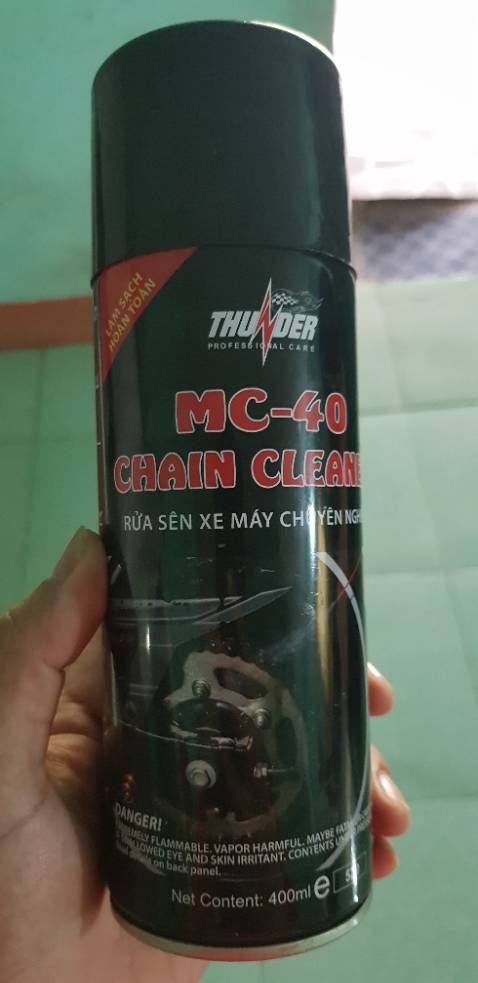 LÀM SẠCH
HOÀN TOÀN
THUNDER
PROFESSIONAL CARE
MC-40
CHAIN CLEANE
RỬA SÊN XE MÁY CHUYÊN NGH
DANGER!
FLAMMABLE. VAPOR HARMFUL. MAYBE
EYE AND SKIN IRRITANT. CONTENTS
on back panel.
Net Content: 400ml e